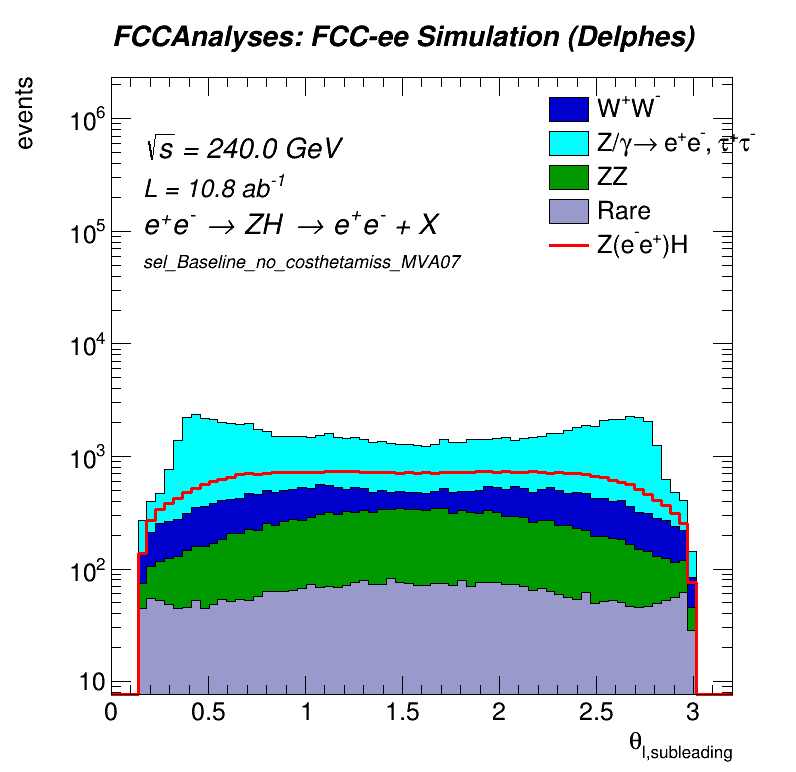 FCCAnalyses: FCC-ee Simulation (Delphes)
events
10⁶
10⁵
10⁴
10³
10²
10
√s = 240.0 GeV
L = 10.8 ab⁻¹
e⁺e⁻ → ZH → e⁺e⁻ + X
sel_Baseline_no_costhetamiss_MVA07
W⁺W⁻
Z/γ → e⁺e⁻, τ⁺τ⁻
ZZ
Rare
Z(e⁻e⁺)H
0 0.5 1 1.5 2 2.5 3
θl,subleading